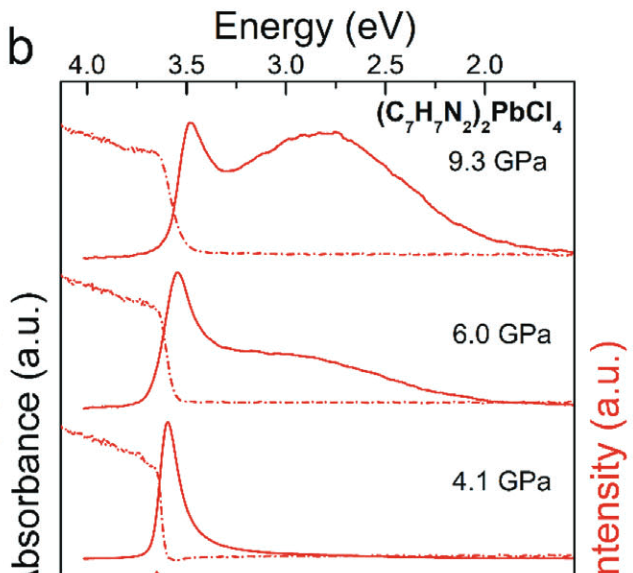 b
Energy (eV)
4.0 3.5 3.0 2.5 2.0
(C₇H₇N₂)₂PbCl₄
9.3 GPa
6.0 GPa
4.1 GPa
Absorbance (a.u.)
ntensity (a.u.)